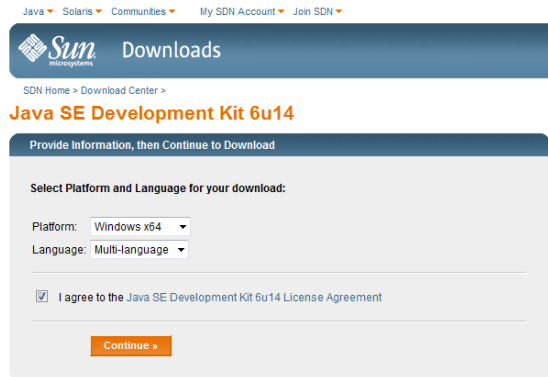 Java Solaris Communities My SDN Account Join SDN
Sun Downloads
microsystems
SDN Home > Download Center >
Java SE Development Kit 6u14
Provide Information, then Continue to Download
Select Platform and Language for your download:
Platform: Windows x64
Language: Multi-language
I agree to the Java SE Development Kit 6u14 License Agreement
Continue »